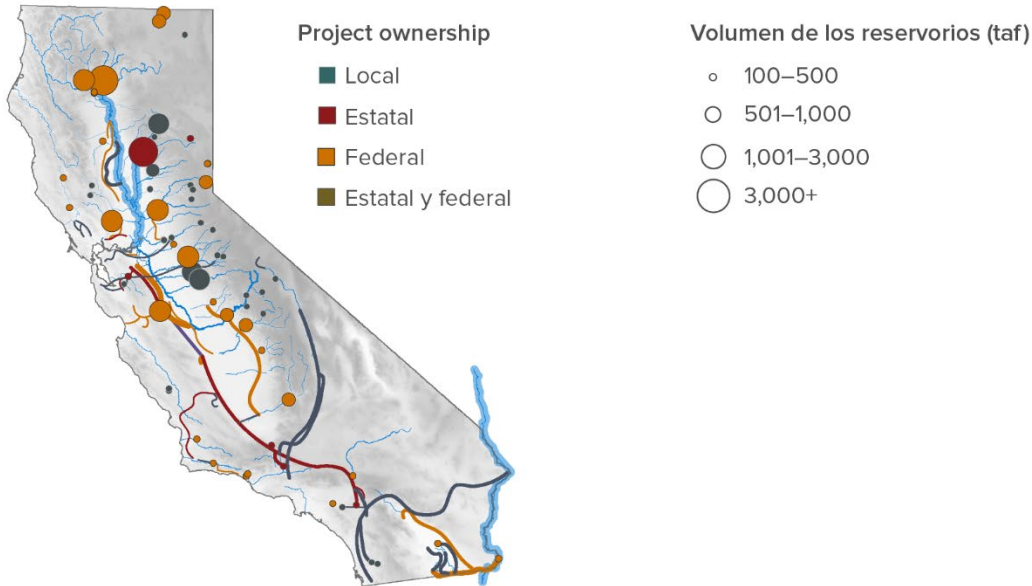 Project ownership
Local
Estatal
Federal
Estatal y federal
Volumen de los reservorios (taf)
100–500
501–1,000
1,001–3,000
3,000+